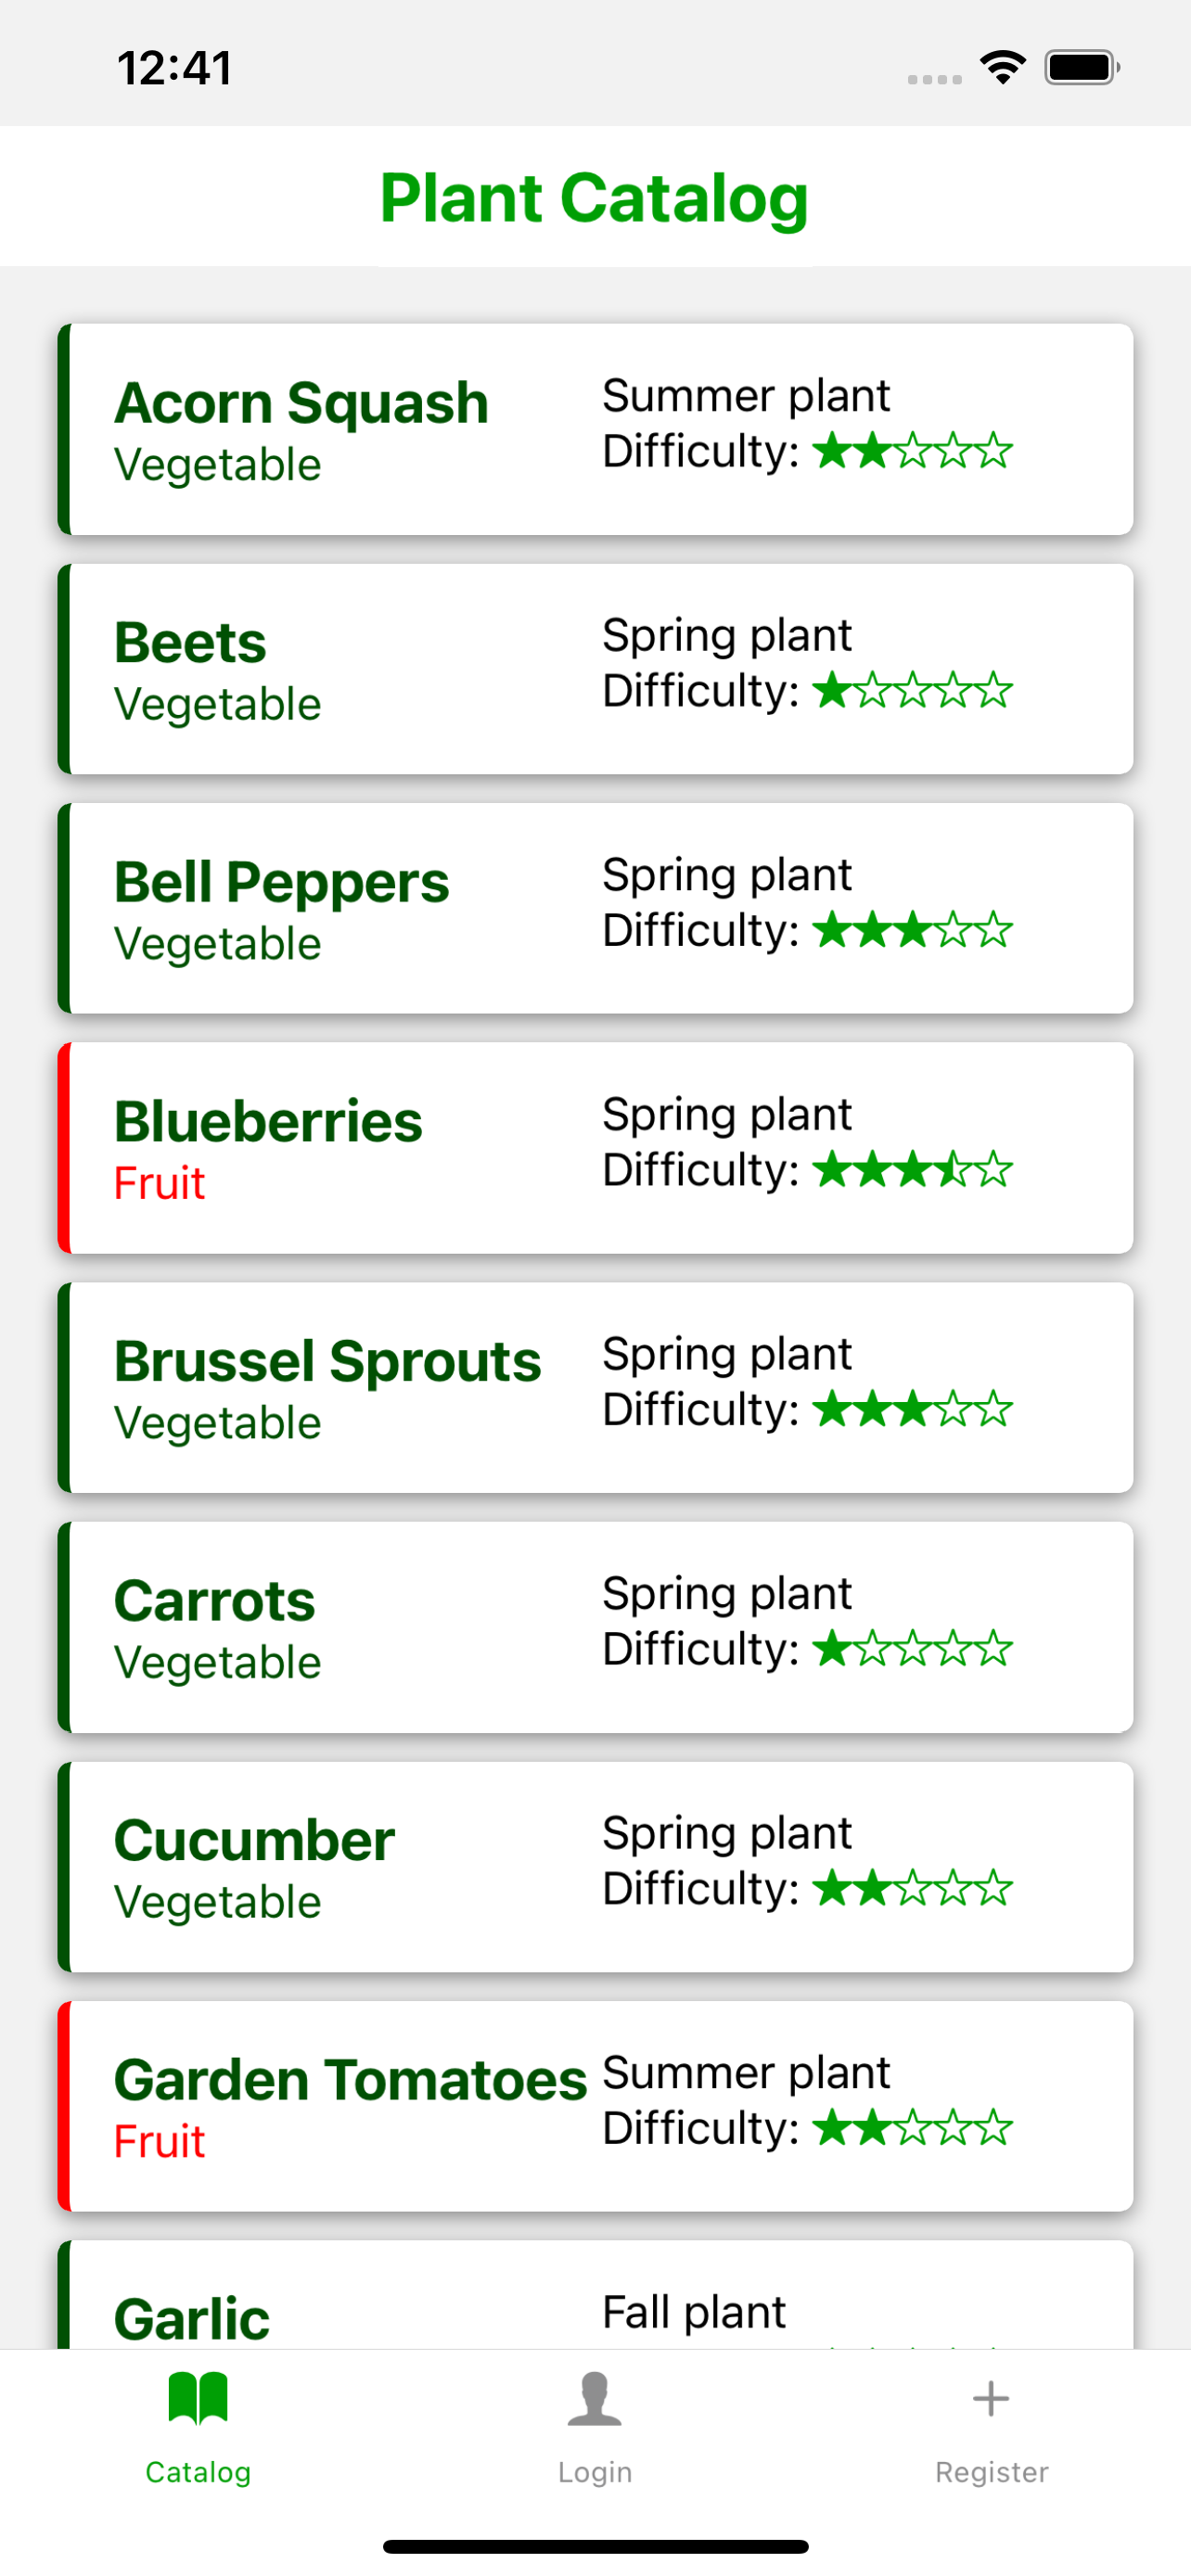 12:41
Plant Catalog
Acorn Squash
Vegetable
Summer plant
Difficulty: ★★☆☆☆
Beets
Vegetable
Spring plant
Difficulty: ★☆☆☆☆
Bell Peppers
Vegetable
Spring plant
Difficulty: ★★★☆☆
Blueberries
Fruit
Spring plant
Difficulty:
Brussel Sprouts
Vegetable
Spring plant
Difficulty: ★★★☆☆
Carrots
Vegetable
Spring plant
Difficulty: ★☆☆☆☆
Cucumber
Vegetable
Spring plant
Difficulty: ★★☆☆☆
Garden Tomatoes
Fruit
Summer plant
Difficulty: ★★☆☆☆
Garlic
Fall plant
Catalog
Login
Register